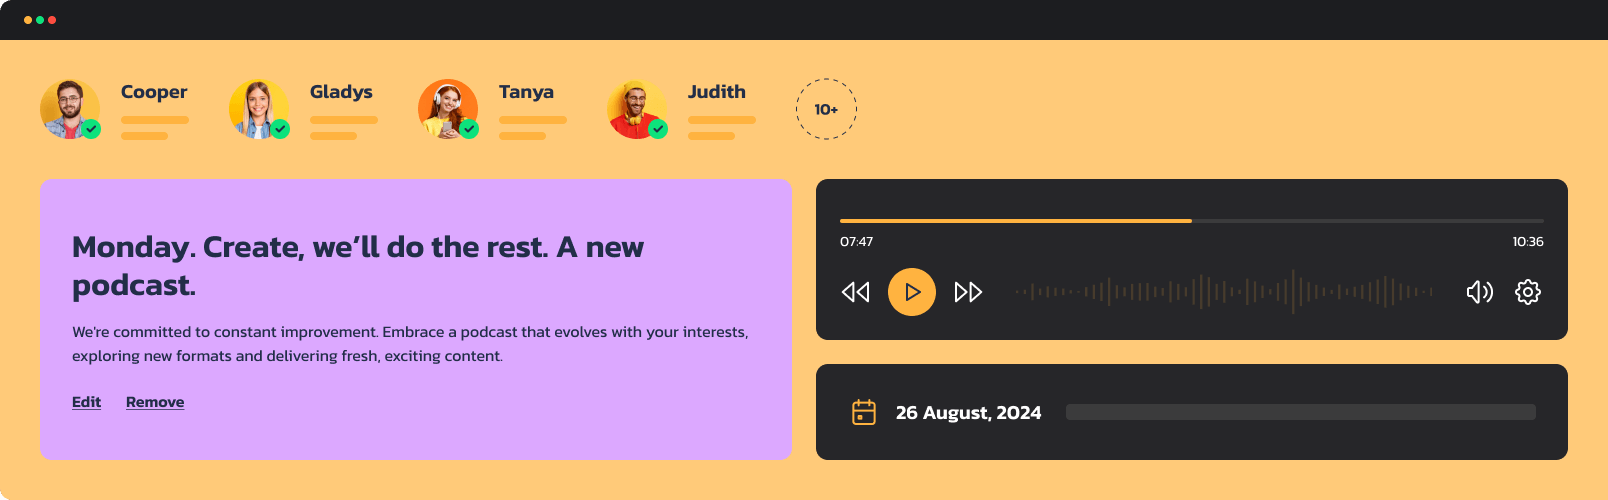 Cooper
Gladys
Tanya
Judith
10+
Monday. Create, we’ll do the rest. A new
podcast.
We're committed to constant improvement. Embrace a podcast that evolves with your interests,
exploring new formats and delivering fresh, exciting content.
Edit
Remove
07:47
10:36
26 August, 2024